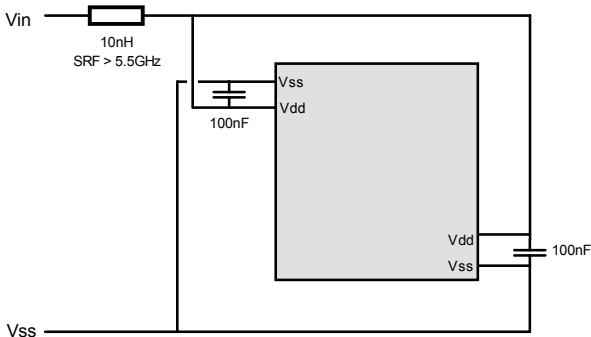 Vin
10nH
SRF > 5.5GHz
Vss
Vdd
100nF
Vdd
Vss
100nF
Vss